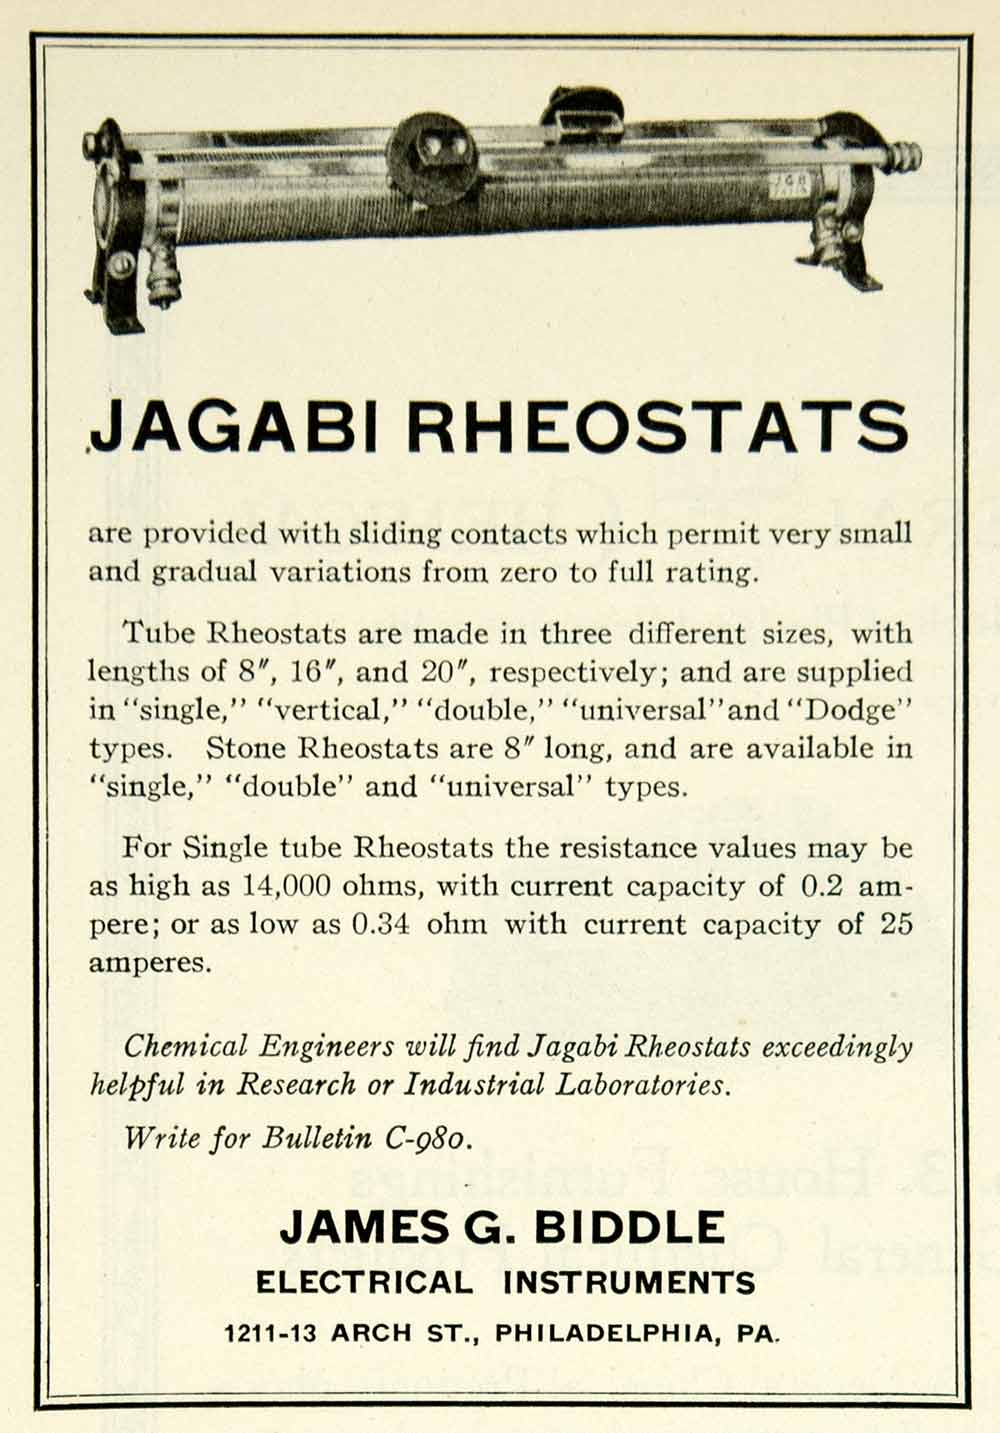 JGB
JAGABI RHEOSTATS
are provided with sliding contacts which permit very small
and gradual variations from zero to full rating.
Tube Rheostats are made in three different sizes, with
lengths of 8″, 16″, and 20″, respectively; and are supplied
in "single," "vertical," "double," "universal" and "Dodge"
types. Stone Rheostats are 8″ long, and are available in
"single," "double" and "universal" types.
For Single tube Rheostats the resistance values may be
as high as 14,000 ohms, with current capacity of 0.2 am-
pere; or as low as 0.34 ohm with current capacity of 25
amperes.
Chemical Engineers will find Jagabi Rheostats exceedingly
helpful in Research or Industrial Laboratories.
Write for Bulletin C-980.
JAMES G. BIDDLE
ELECTRICAL INSTRUMENTS
1211-13 ARCH ST., PHILADELPHIA, PA.